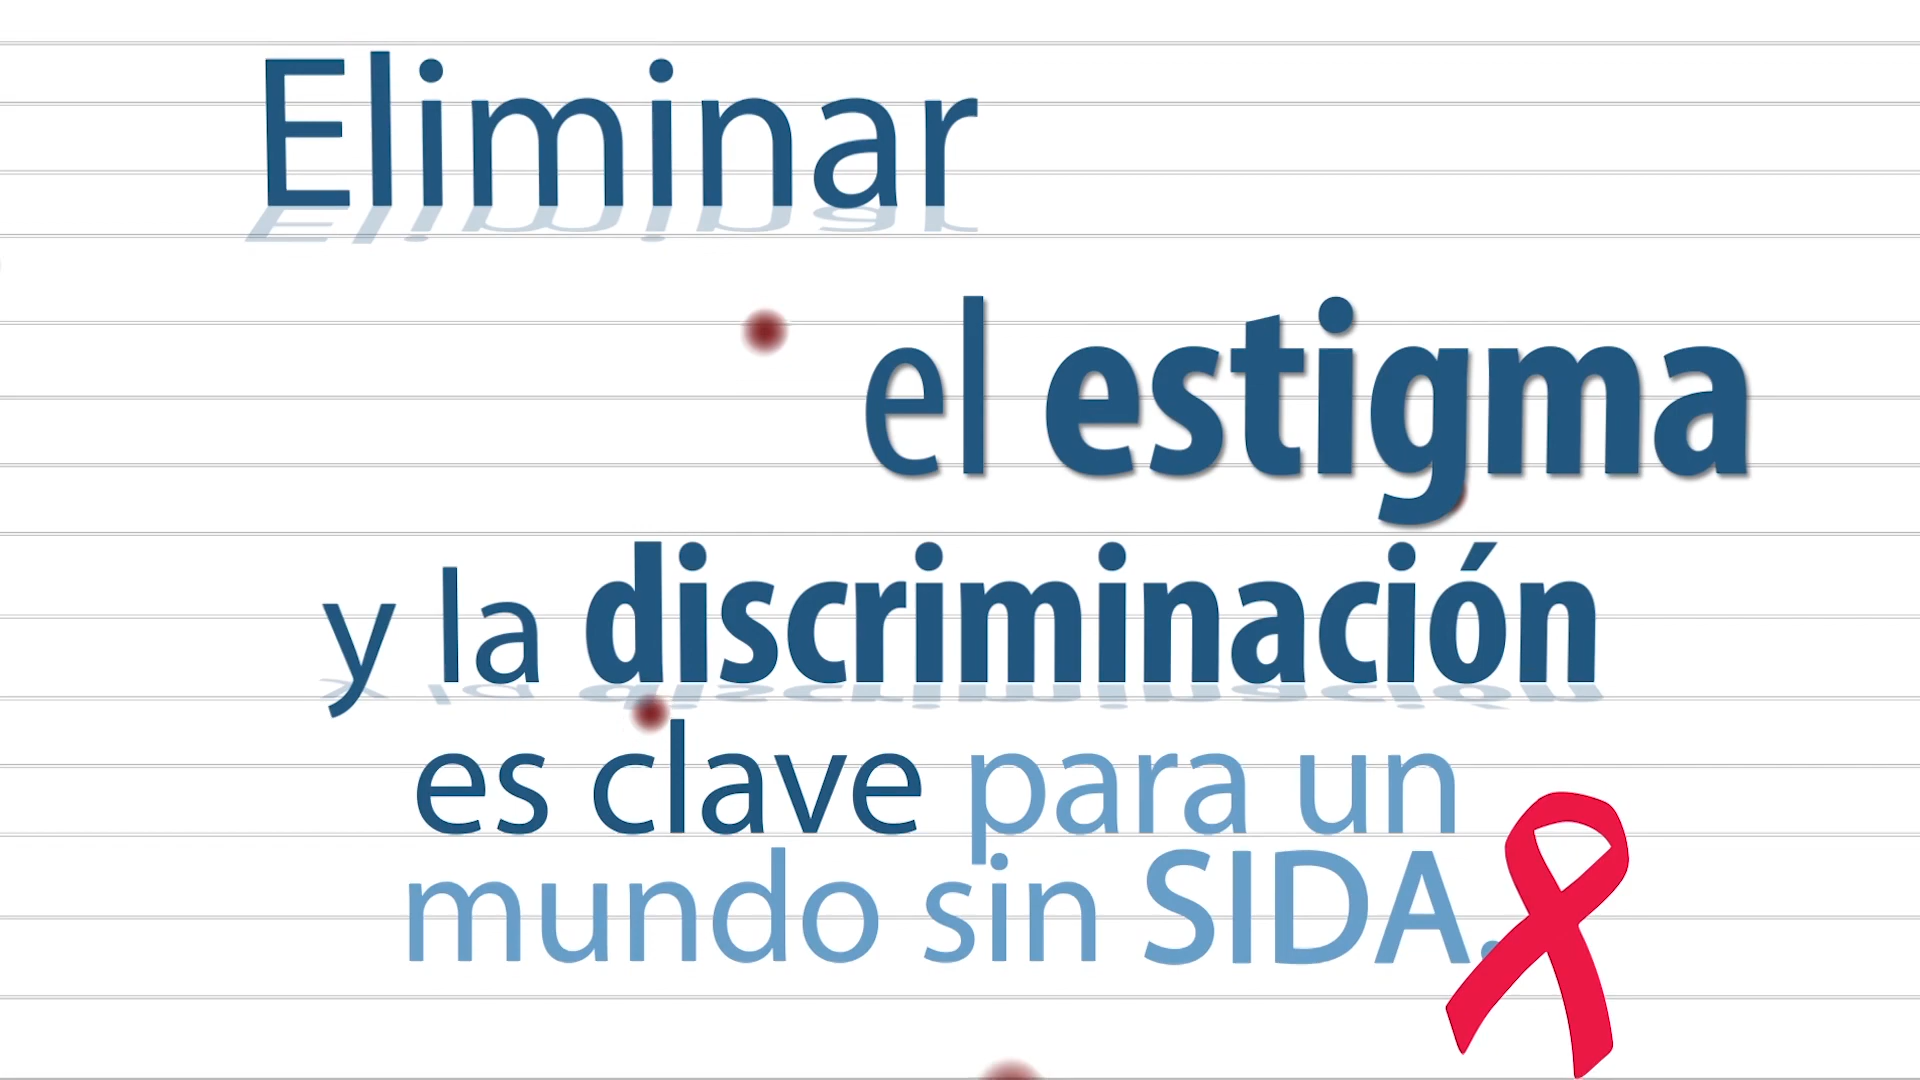 Eliminar
el estigma
y la discriminación
es clave para un
mundo sin SIDA.